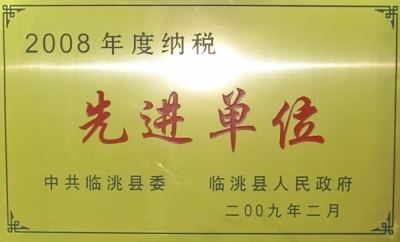 2008年度纳税
先进单位
中共临洮县委 临洮县人民政府
二00九年二月